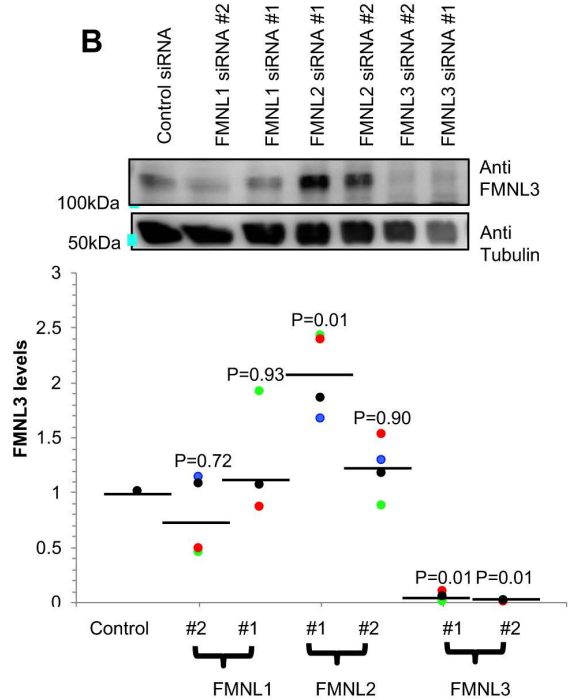 B
Control siRNA
FMNL1 siRNA #2
FMNL1 siRNA #1
FMNL2 siRNA #1
FMNL2 siRNA #2
FMNL3 siRNA #2
FMNL3 siRNA #1
Anti
FMNL3
100kDa
50kDa
Anti
Tubulin
3
2.5
2
1.5
1
0.5
0
FMNL3 levels
P=0.72
P=0.93
P=0.01
P=0.90
P=0.01
P=0.01
Control
#2
#1
#1
#2
#1
#2
FMNL1
FMNL2
FMNL3